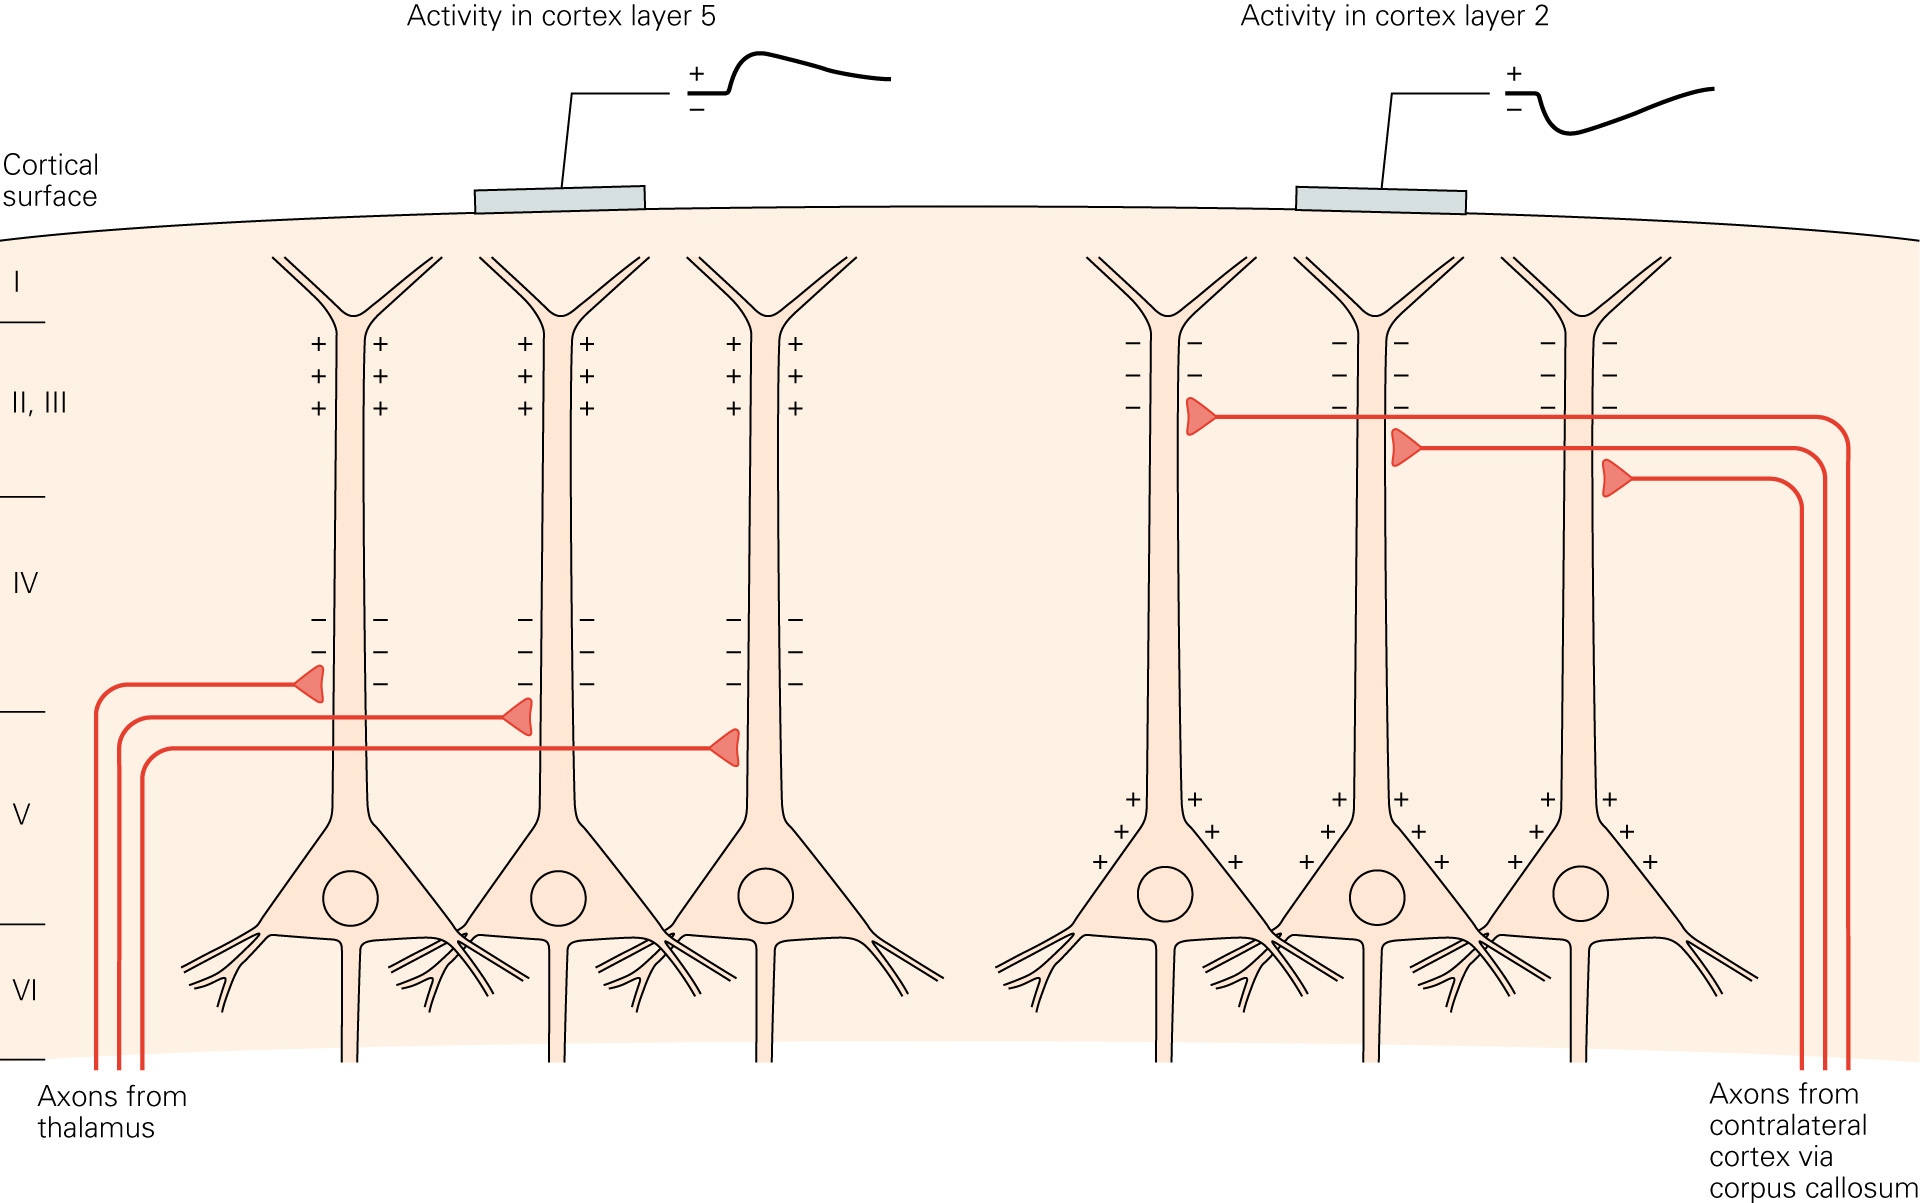 Activity in cortex layer 5
Activity in cortex layer 2
+
−
+
−
Cortical
surface
I
+ + + + + +
− − − − − −
+ + + + + +
− − − − − −
II, III
+ + + + + +
− − − − − −
IV
− − − − − −
− − − − − −
− − − − −
V
+ + + + + +
+ + + + + +
+ + + + + +
VI
Axons from
thalamus
Axons from
contralateral
cortex via
corpus callosum